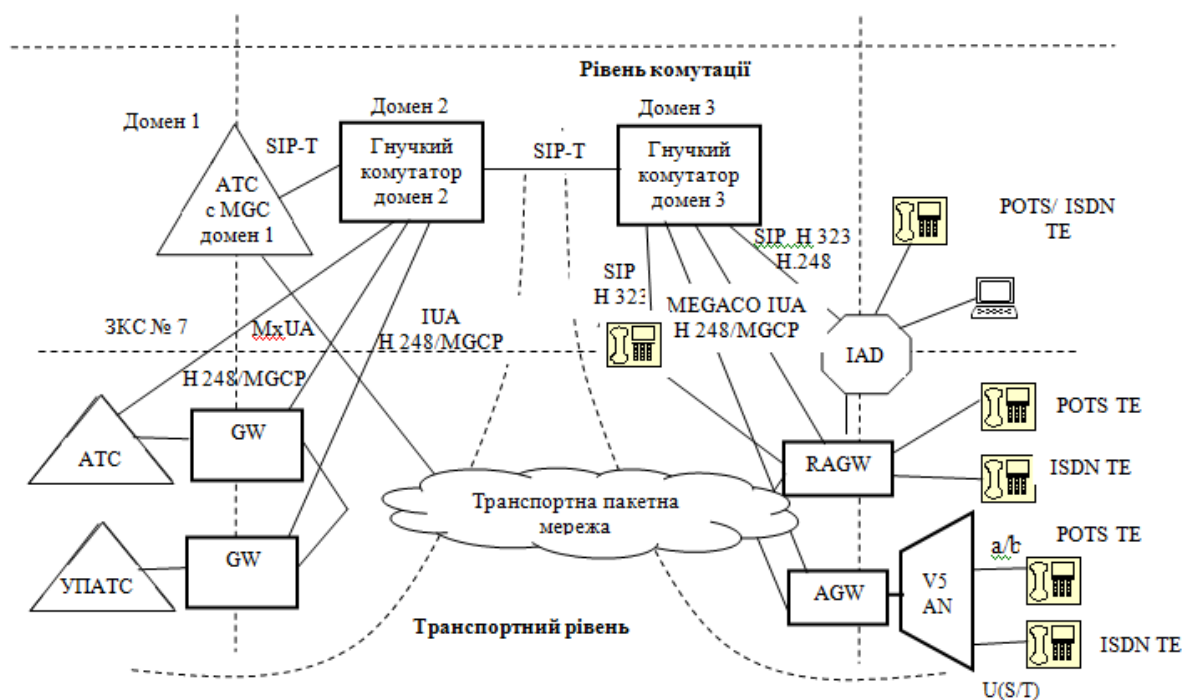 Рівень комутації
Домен 1
Домен 2
Домен 3
SIP-T
Гнучкий
комутатор
домен 2
SIP-T
Гнучкий
комутатор
домен 3
АТС
с MGC
домен 1
POTS/ ISDN
TE
SIP H 323
H.248
SIP
H 323
MEGACO IUA
H 248/MGCP
ЗКС № 7
MxUA
IUA
H 248/MGCP
IAD
H 248/MGCP
GW
АТС
POTS TE
RAGW
ISDN TE
Транспортна пакетна
мережа
POTS TE
a/b
GW
УПАТС
V5
AN
AGW
Транспортний рівень
ISDN TE
U(S/T)